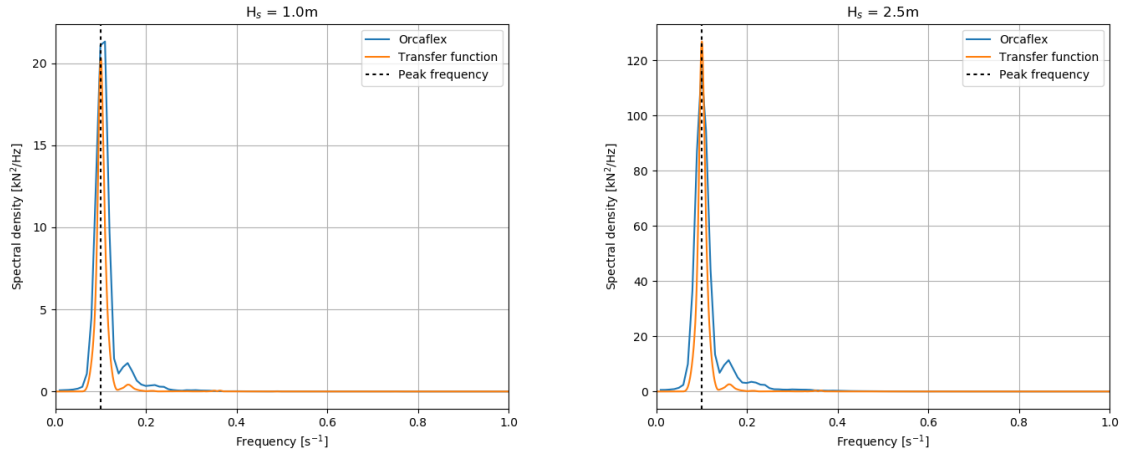 H_s = 1.0m
Spectral density [kN²/Hz]
20
15
10
5
0
Orcaflex
Transfer function
Peak frequency
0.0 0.2 0.4 0.6 0.8 1.0
Frequency [s⁻¹]
H_s = 2.5m
Spectral density [kN²/Hz]
120
100
80
60
40
20
0
Orcaflex
Transfer function
Peak frequency
0.0 0.2 0.4 0.6 0.8 1.0
Frequency [s⁻¹]